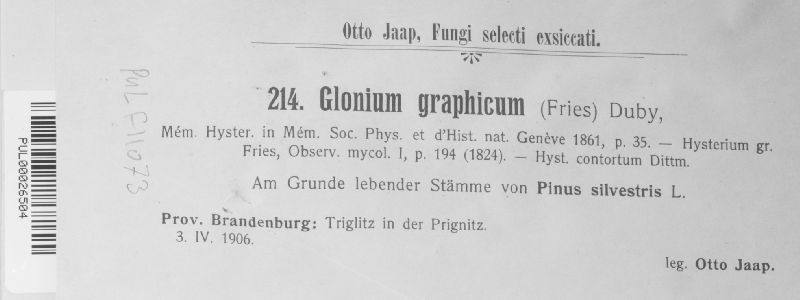 Otto Jaap, Fungi selecti exsiccati.
214. Glonium graphicum (Fries) Duby,
Mém. Hyster. in Mém. Soc. Phys. et d'Hist. nat. Genève 1861, p. 35. — Hysterium gr.
Fries, Observ. mycol. I, p. 194 (1824). — Hyst. contortum Dittm.
Am Grunde lebender Stämme von Pinus silvestris L.
Prov. Brandenburg: Triglitz in der Prignitz.
3. IV. 1906.
leg. Otto Jaap.
PUL F11073
PUL00026504